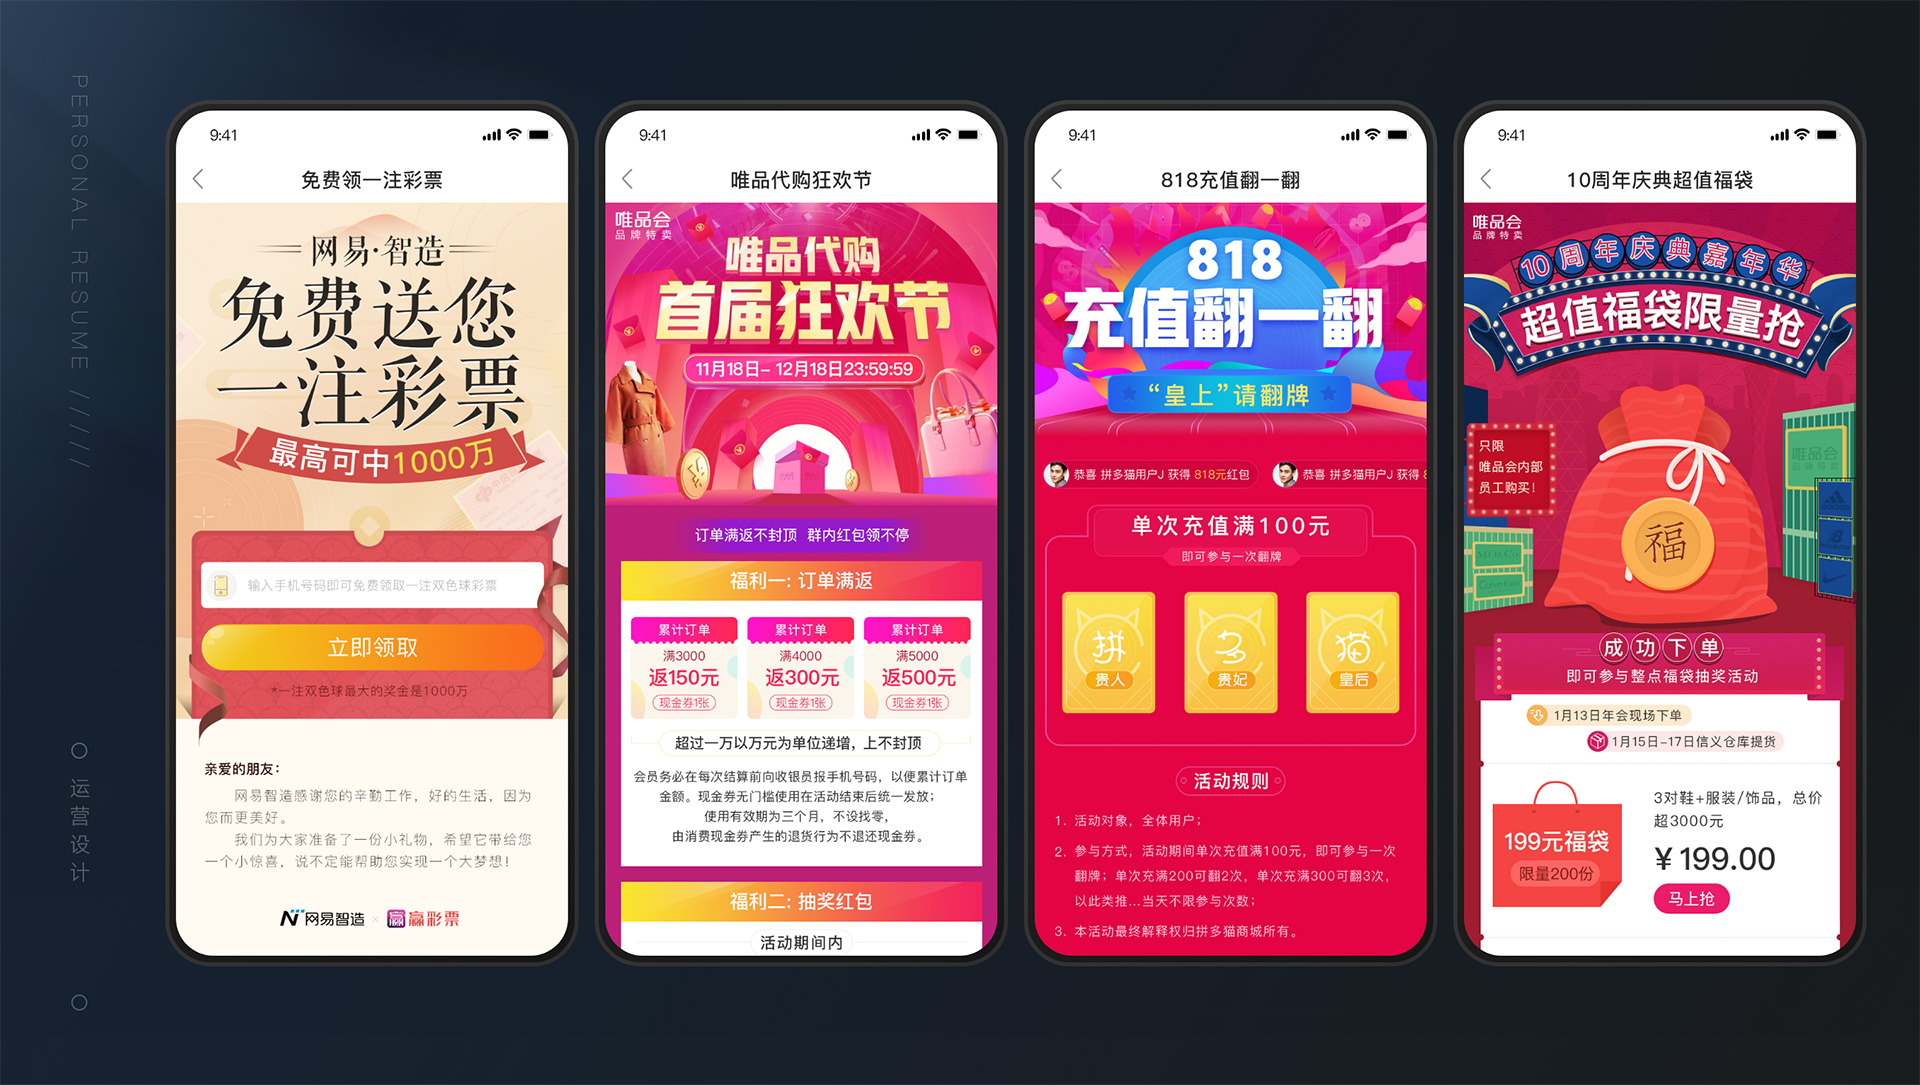 PERSONAL RESUME //////
运营设计
9:41
免费领一注彩票
网易·智造
免费送您
一注彩票
最高可中1000万
输入手机号码即可免费领取一注双色球彩票
立即领取
*一注双色球最大的奖金是1000万
亲爱的朋友：
网易智造感谢您的辛勤工作，好的生活，因为
您而更美好。
我们为大家准备了一份小礼物，希望它带给您
一个小惊喜，说不定能帮助您实现一个大梦想！
网易智造 × 赢 赢彩票
9:41
唯品代购狂欢节
唯品会
品牌特卖
唯品代购
首届狂欢节
11月18日- 12月18日23:59:59
订单满返不封顶 群内红包领不停
福利一: 订单满返
累计订单 累计订单 累计订单
满3000 满4000 满5000
返150元 返300元 返500元
现金券1张 现金券1张 现金券1张
超过一万以万元为单位递增，上不封顶
会员务必在每次结算前向收银员报手机号码，以便累计订单
金额。现金券无门槛使用在活动结束后统一发放；
使用有效期为三个月，不设找零，
由消费现金券产生的退货行为不退还现金券。
福利二: 抽奖红包
活动期间内
9:41
818充值翻一翻
818
充值翻一翻
“皇上”请翻牌
恭喜 拼多猫用户J 获得 818元红包 恭喜 拼多猫用户J 获得 8
单次充值满100元
即可参与一次翻牌
拼 多 猫
贵人 贵妃 皇后
活动规则
1. 活动对象，全体用户；
2. 参与方式，活动期间单次充值满100元，即可参与一次
翻牌；单次充满200可翻2次，单次充满300可翻3次，
以此类推...当天不限参与次数；
3. 本活动最终解释权归拼多猫商城所有。
9:41
10周年庆典超值福袋
唯品会
品牌特卖
10周年庆典嘉年华
超值福袋限量抢
只限
唯品会内部
员工购买！
唯品会
品牌特卖
adidas
MO&Co.
Calvin Klein
福
成功下单
即可参与整点福袋抽奖活动
1月13日年会现场下单
1月15日-17日信义仓库提货
199元福袋
限量200份
3对鞋+服装/饰品，总价
超3000元
¥199.00
马上抢